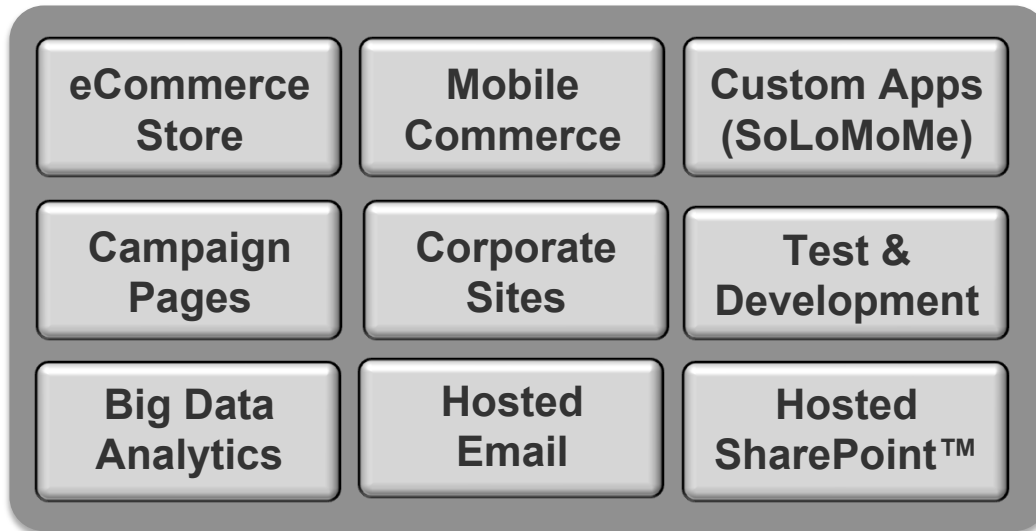 eCommerce
Store
Mobile
Commerce
Custom Apps
(SoLoMoMe)
Campaign
Pages
Corporate
Sites
Test &
Development
Big Data
Analytics
Hosted
Email
Hosted
SharePoint™